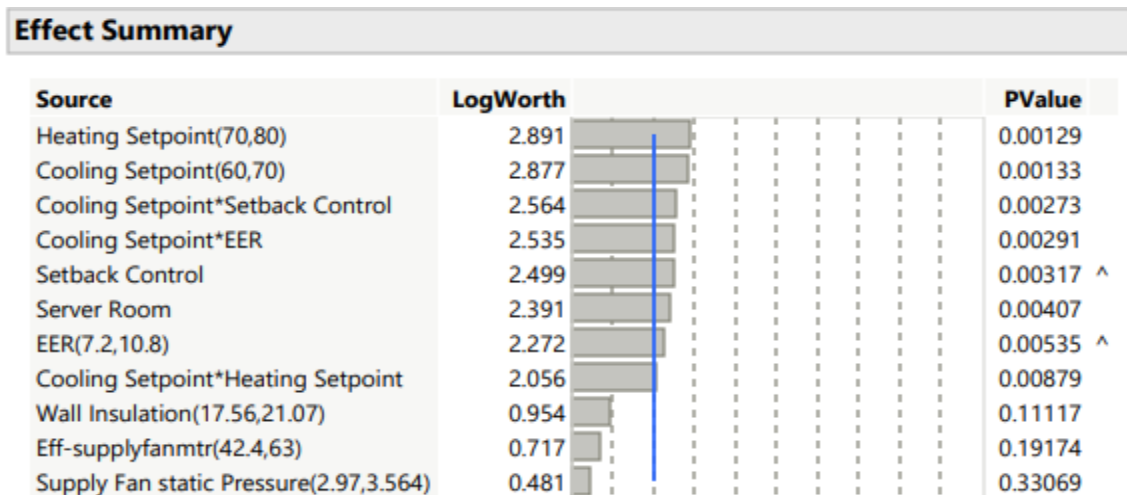 Effect Summary
Source LogWorth PValue
Heating Setpoint(70,80) 2.891 0.00129
Cooling Setpoint(60,70) 2.877 0.00133
Cooling Setpoint*Setback Control 2.564 0.00273
Cooling Setpoint*EER 2.535 0.00291
Setback Control 2.499 0.00317 ^
Server Room 2.391 0.00407
EER(7.2,10.8) 2.272 0.00535 ^
Cooling Setpoint*Heating Setpoint 2.056 0.00879
Wall Insulation(17.56,21.07) 0.954 0.11117
Eff-supplyfanmtr(42.4,63) 0.717 0.19174
Supply Fan static Pressure(2.97,3.564) 0.481 0.33069